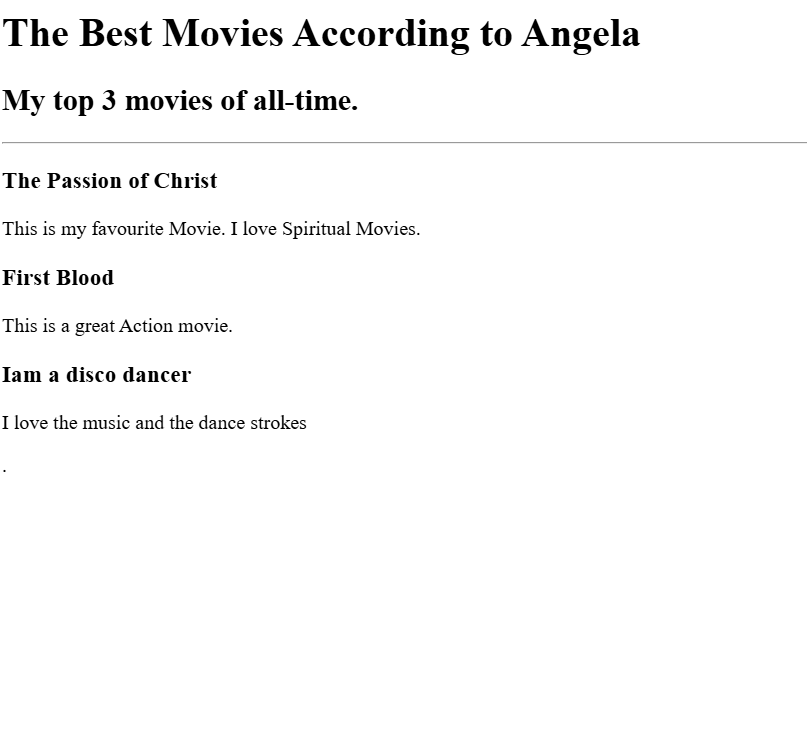 The Best Movies According to Angela
My top 3 movies of all-time.
The Passion of Christ
This is my favourite Movie. I love Spiritual Movies.
First Blood
This is a great Action movie.
Iam a disco dancer
I love the music and the dance strokes
.